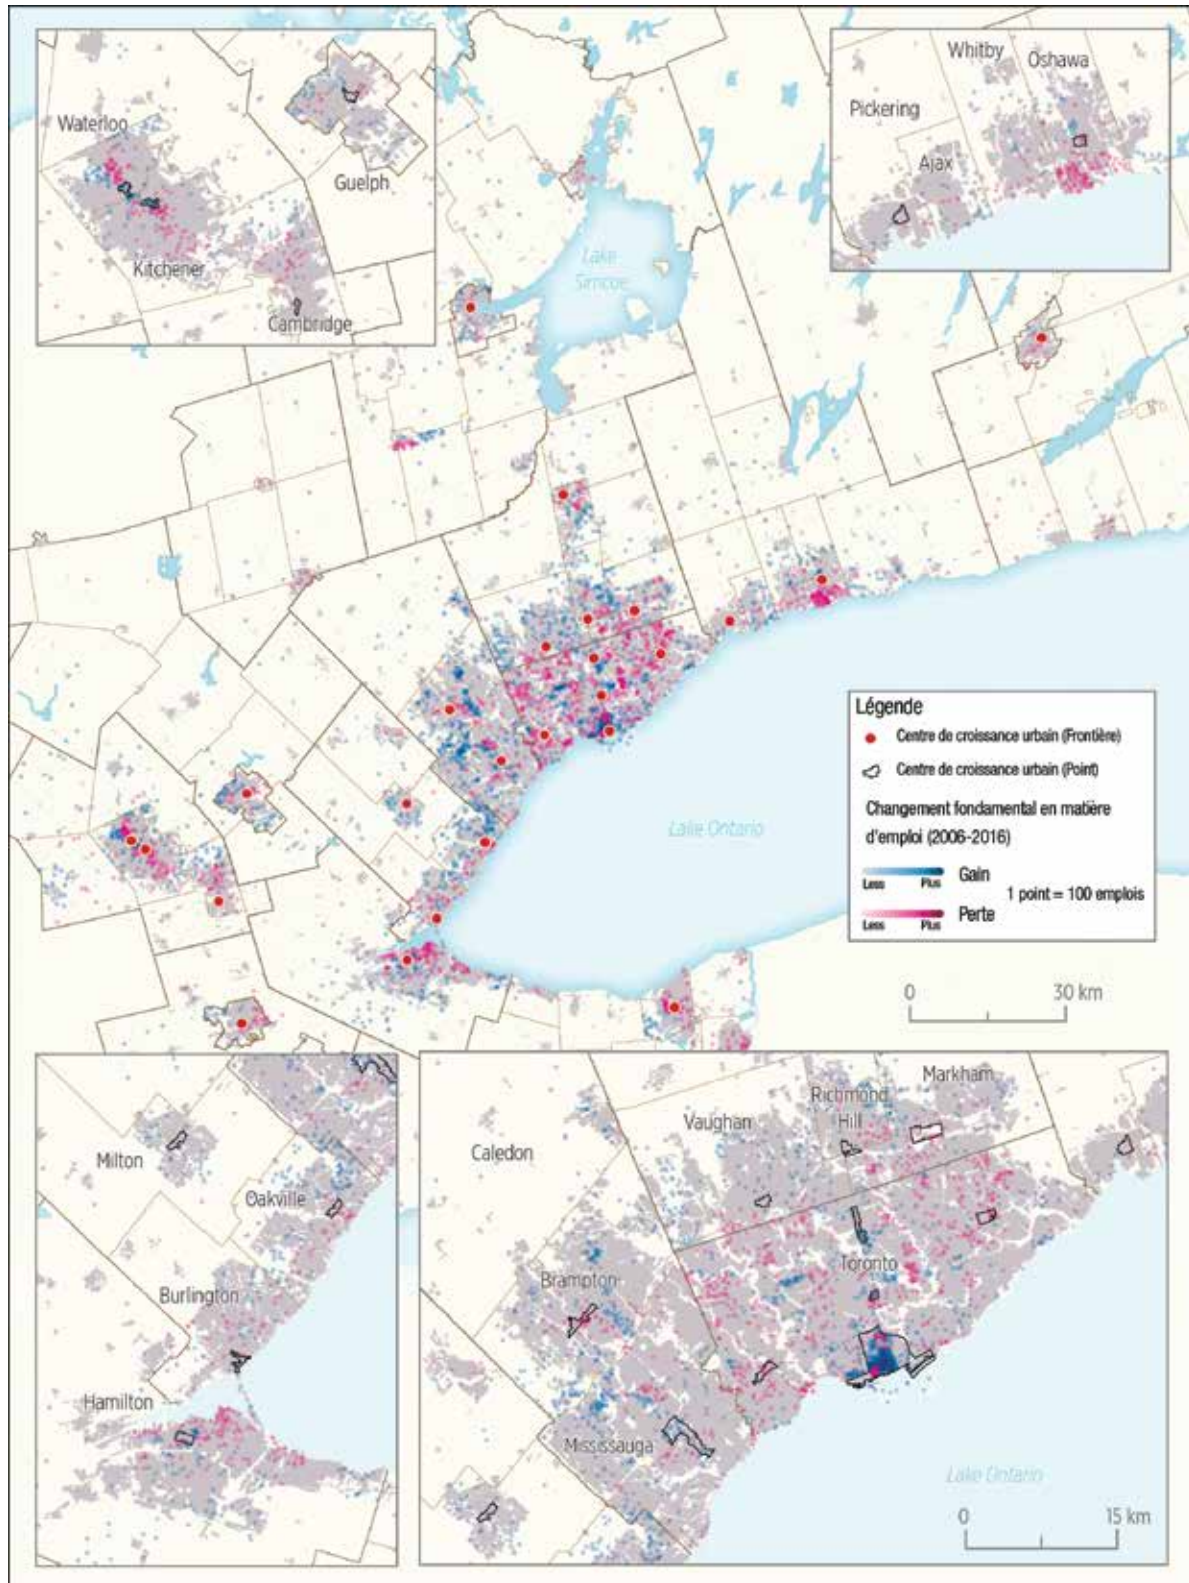 Waterloo
Guelph
Kitchener
Cambridge
Whitby
Oshawa
Pickering
Ajax
Lake
Simcoe
Légende
Centre de croissance urbain (Frontière)
Centre de croissance urbain (Point)
Changement fondamental en matière
d'emploi (2006-2016)
Less Plus Gain
1 point = 100 emplois
Less Plus Perte
Lake Ontario
0 30 km
Milton
Oakville
Burlington
Hamilton
Caledon
Vaughan
Richmond
Hill
Markham
Brampton
Toronto
Mississauga
Lake Ontario
0 15 km